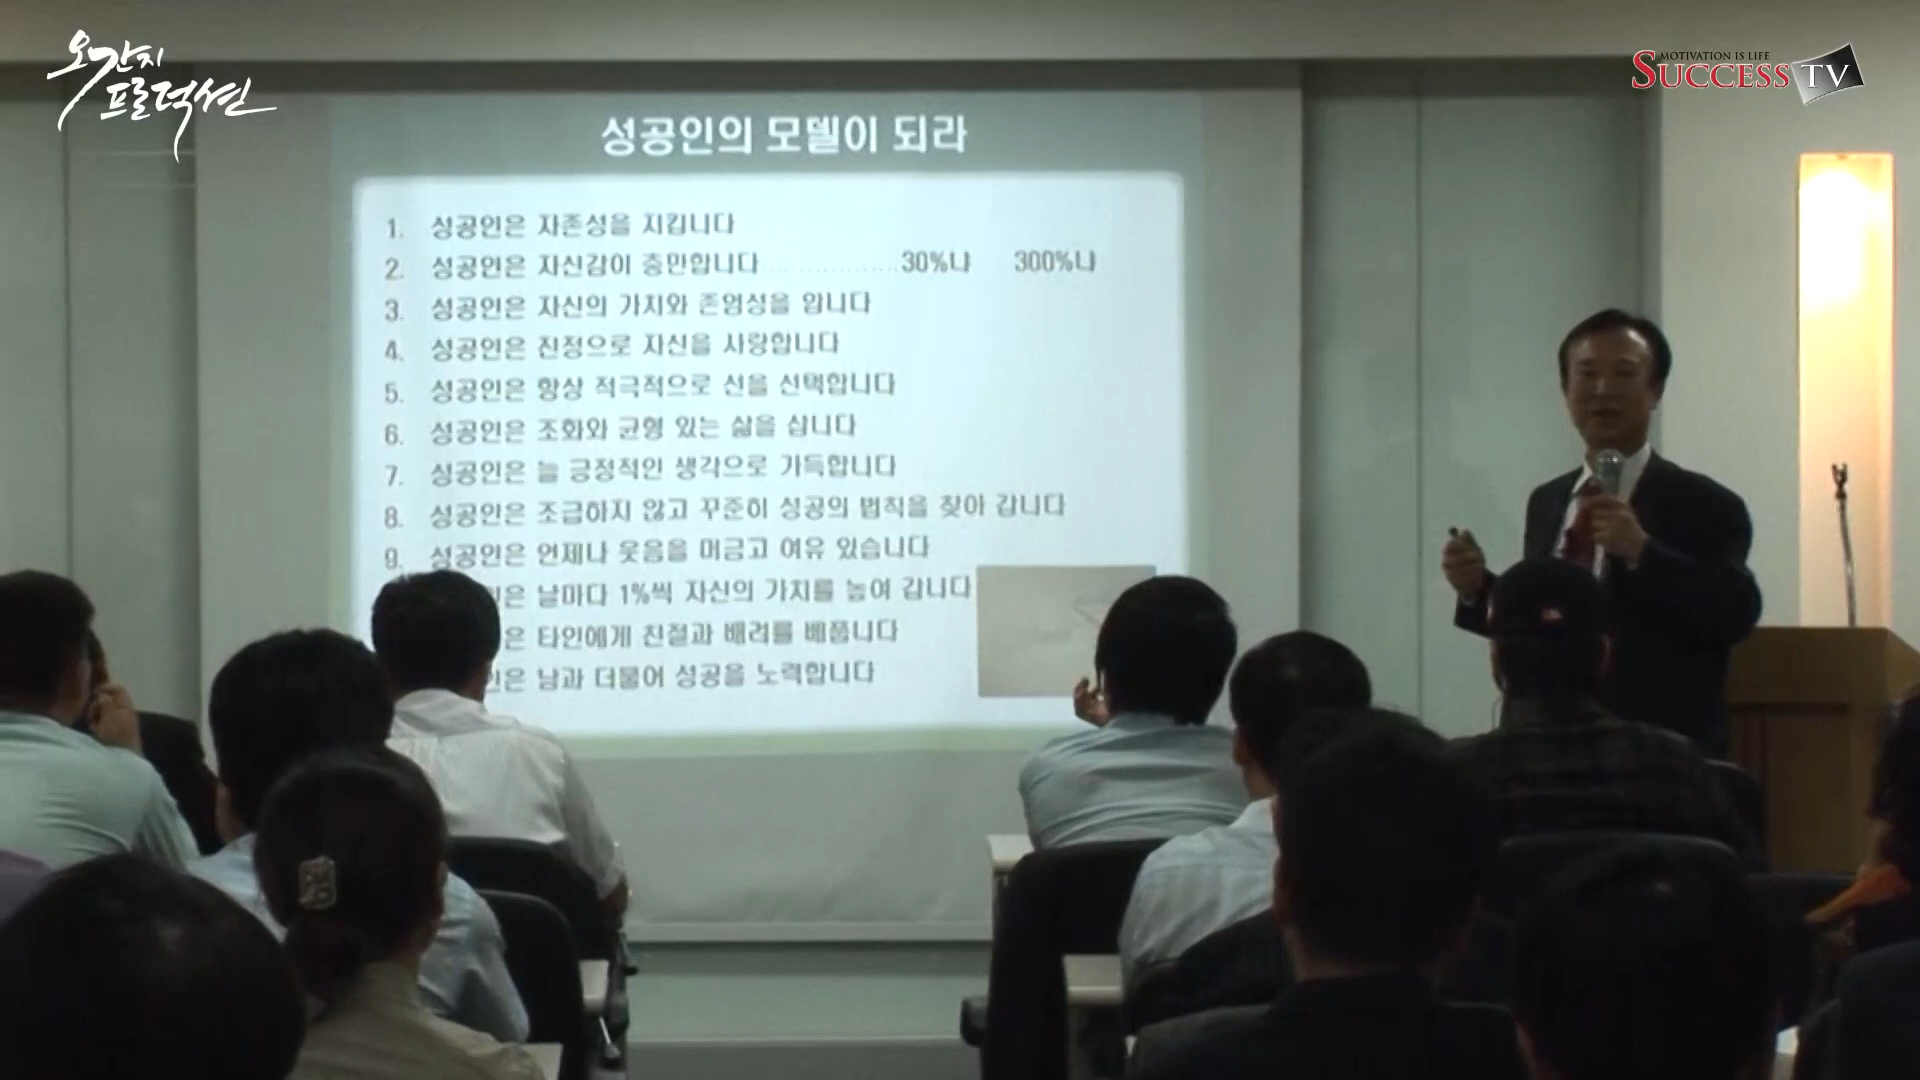 오간지
프로덕션
MOTIVATION IS LIFE
SUCCESS TV
성공인의 모델이 되라
1. 성공인은 자존성을 지킵니다
2. 성공인은 자신감이 충만합니다 .................. 30%냐 300%냐
3. 성공인은 자신의 가치와 존엄성을 압니다
4. 성공인은 진정으로 자신을 사랑합니다
5. 성공인은 항상 적극적으로 선을 선택합니다
6. 성공인은 조화와 균형 있는 삶을 삽니다
7. 성공인은 늘 긍정적인 생각으로 가득합니다
8. 성공인은 조급하지 않고 꾸준히 성공의 법칙을 찾아 갑니다
9. 성공인은 언제나 웃음을 머금고 여유 있습니다
인은 날마다 1%씩 자신의 가치를 높여 갑니다
은 타인에게 친절과 배려를 베풉니다
인은 남과 더불어 성공을 노력합니다